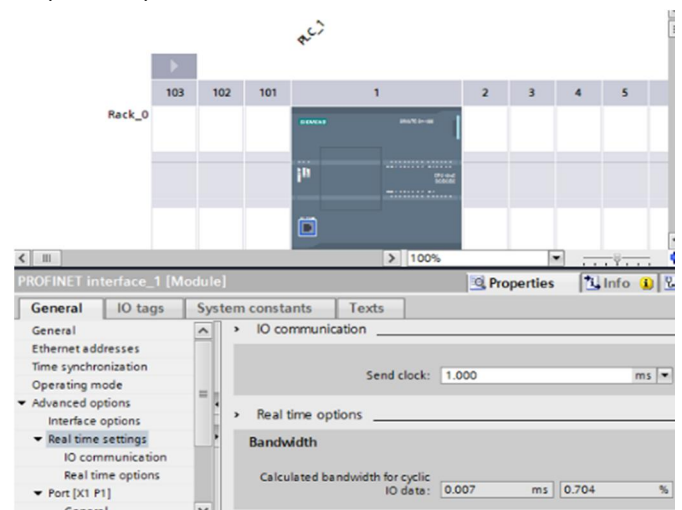 PLC_1
103 102 101 1 2 3 4 5
Rack_0
SIEMENS
100%
PROFINET interface_1 [Module]
Properties
Info
General
IO tags
System constants
Texts
General
Ethernet addresses
Time synchronization
Operating mode
Advanced options
Interface options
Real time settings
IO communication
Real time options
Port [X1 P1]
IO communication
Send clock: 1.000 ms
Real time options
Bandwidth
Calculated bandwidth for cyclic
IO data: 0.007 ms 0.704 %